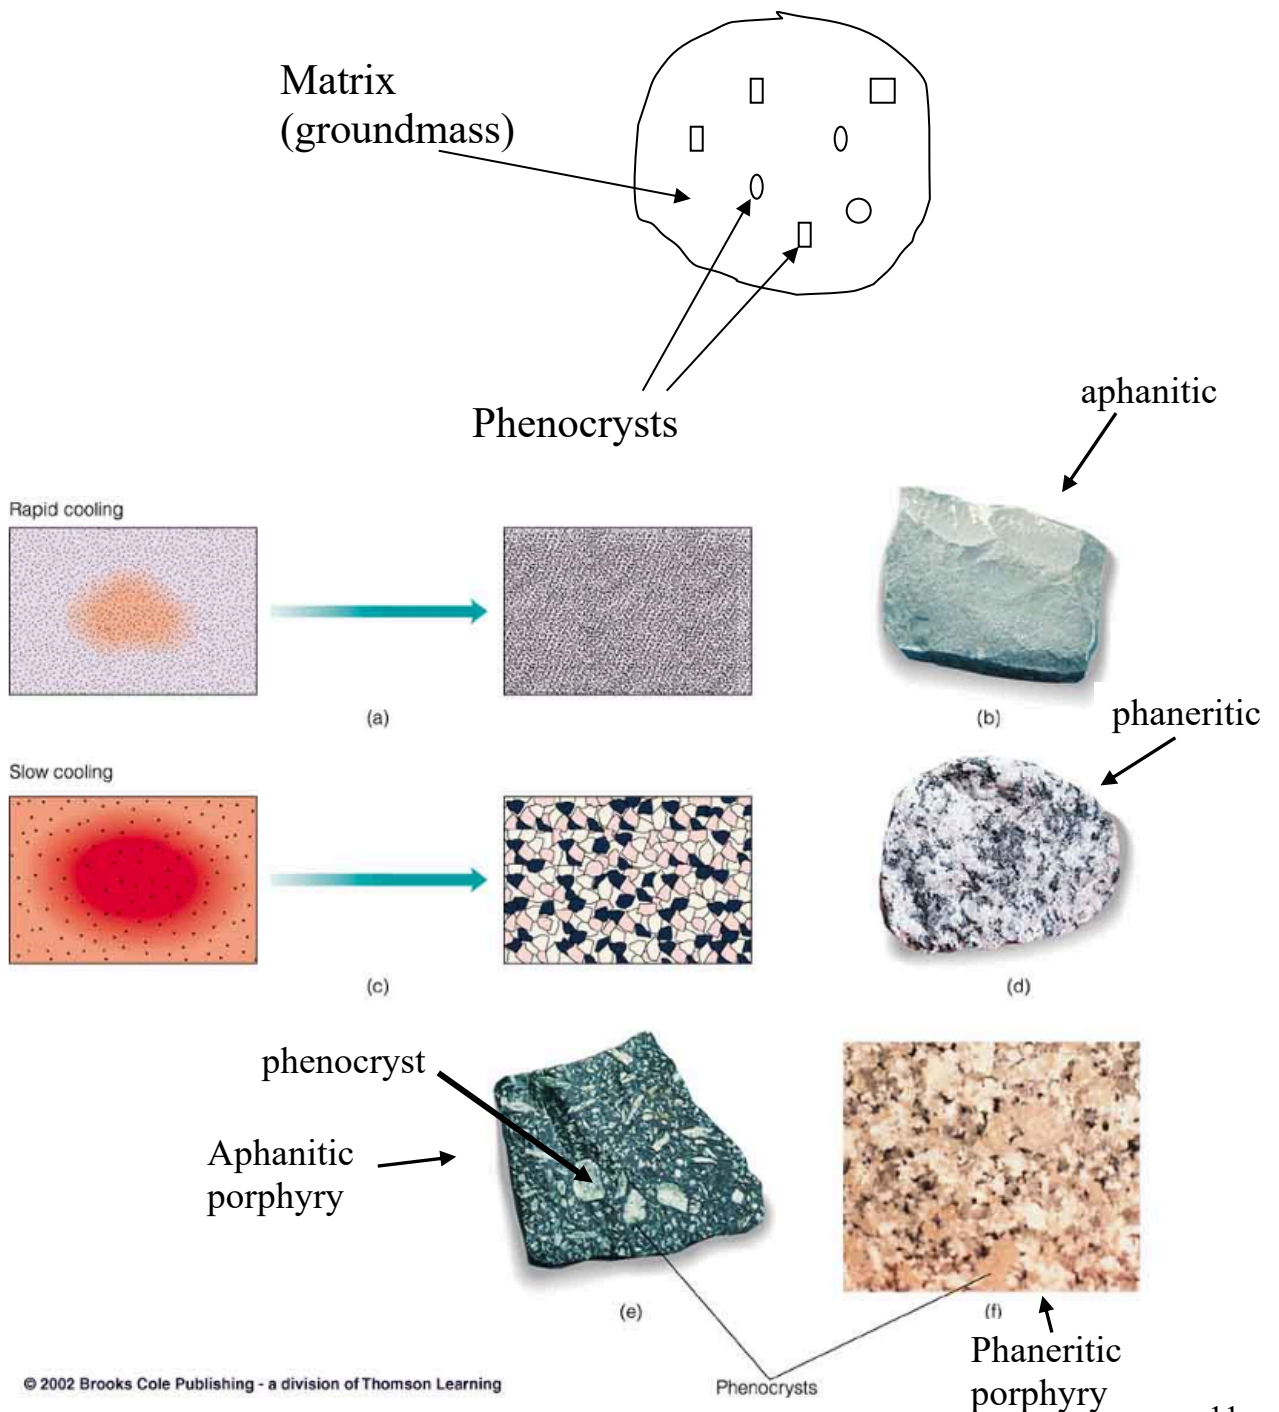 Matrix
(groundmass)
Phenocrysts
aphanitic
Rapid cooling
(a)
(b)
phaneritic
Slow cooling
(c)
(d)
phenocryst
Aphanitic
porphyry
(e)
(f)
Phaneritic
porphyry
© 2002 Brooks Cole Publishing - a division of Thomson Learning
Phenocrysts